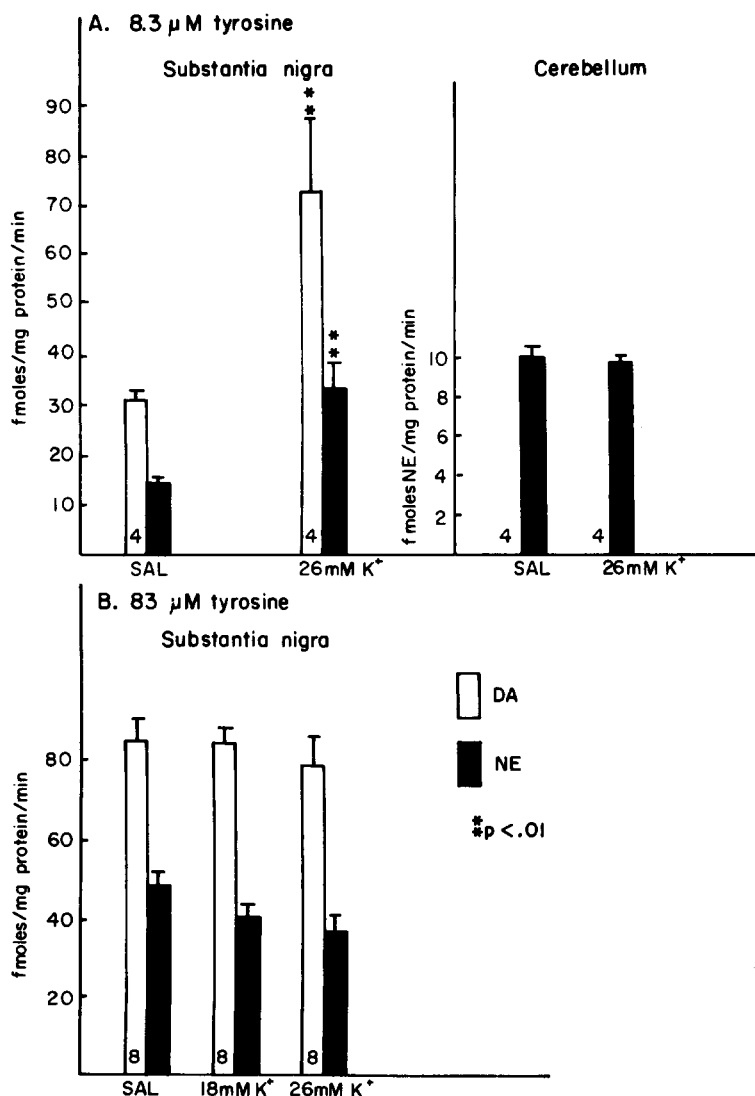 A. 8.3 µM tyrosine
Substantia nigra
Cerebellum
fmoles/mg protein/min
90
80
70
60
50
40
30
20
10
**
**
4
4
SAL
26mM K⁺
fmoles NE/mg protein/min
10
8
6
4
2
4
4
SAL
26mM K⁺
B. 83 µM tyrosine
Substantia nigra
fmoles/mg protein/min
80
60
40
20
8
8
8
SAL
18mM K⁺
26mM K⁺
DA
NE
**p <.01